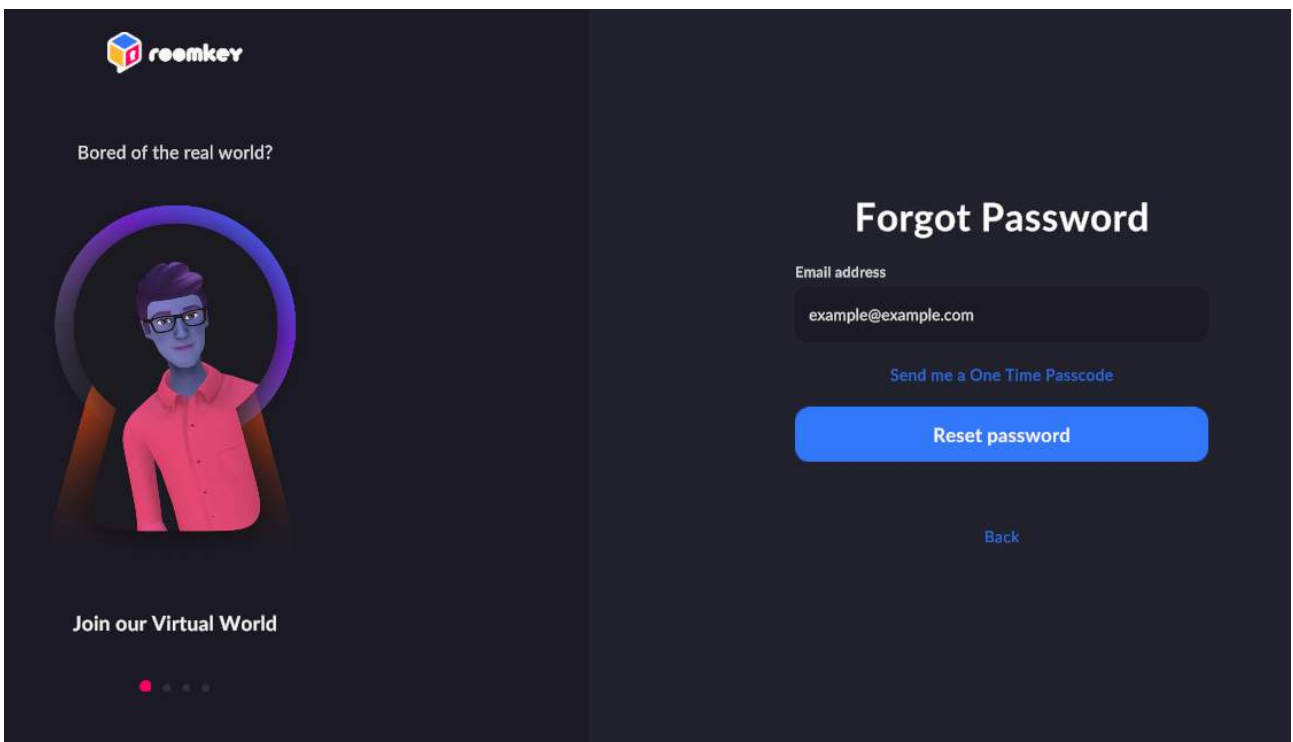 roomkey
Bored of the real world?
Join our Virtual World
Forgot Password
Email address
example@example.com
Send me a One Time Passcode
Reset password
Back